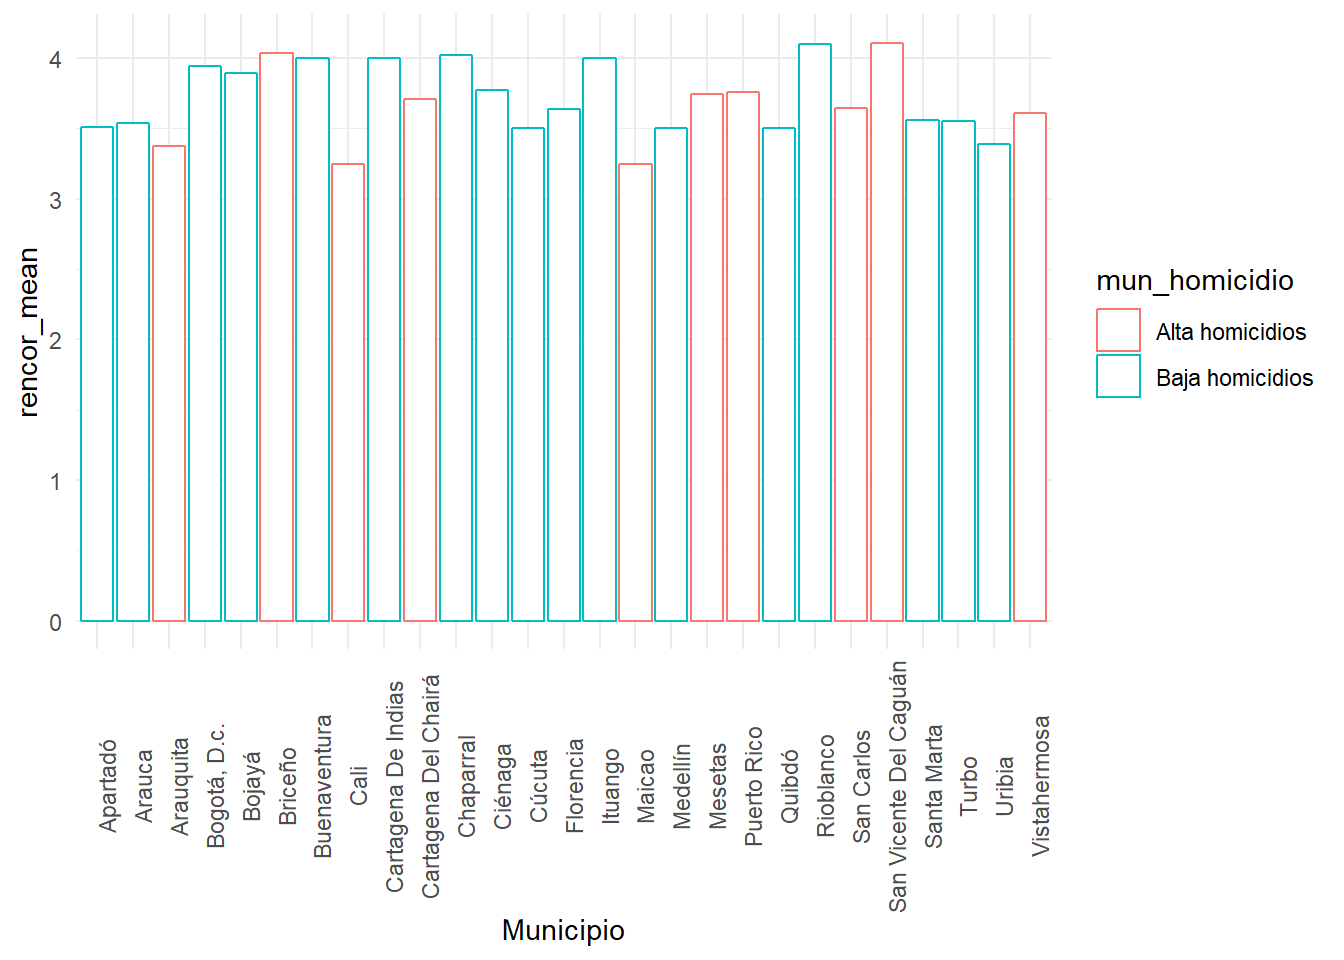 4
3
2
1
0
rencor_mean
Apartadó
Arauca
Arauquita
Bogotá, D.c.
Bojayá
Briceño
Buenaventura
Cali
Cartagena De Indias
Cartagena Del Chairá
Chaparral
Ciénaga
Cúcuta
Florencia
Ituango
Maicao
Medellín
Mesetas
Puerto Rico
Quibdó
Rioblanco
San Carlos
San Vicente Del Caguán
Santa Marta
Turbo
Uribia
Vistahermosa
Municipio
mun_homicidio
Alta homicidios
Baja homicidios